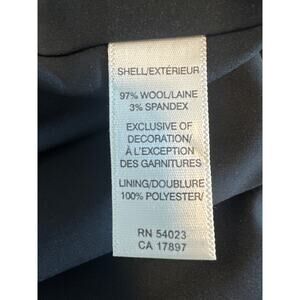 SHELL/EXTÉRIEUR
97% WOOL/LAINE
3% SPANDEX
EXCLUSIVE OF
DECORATION/
À L'EXCEPTION
DES GARNITURES
LINING/DOUBLURE
100% POLYESTER/
RN 54023
CA 17897